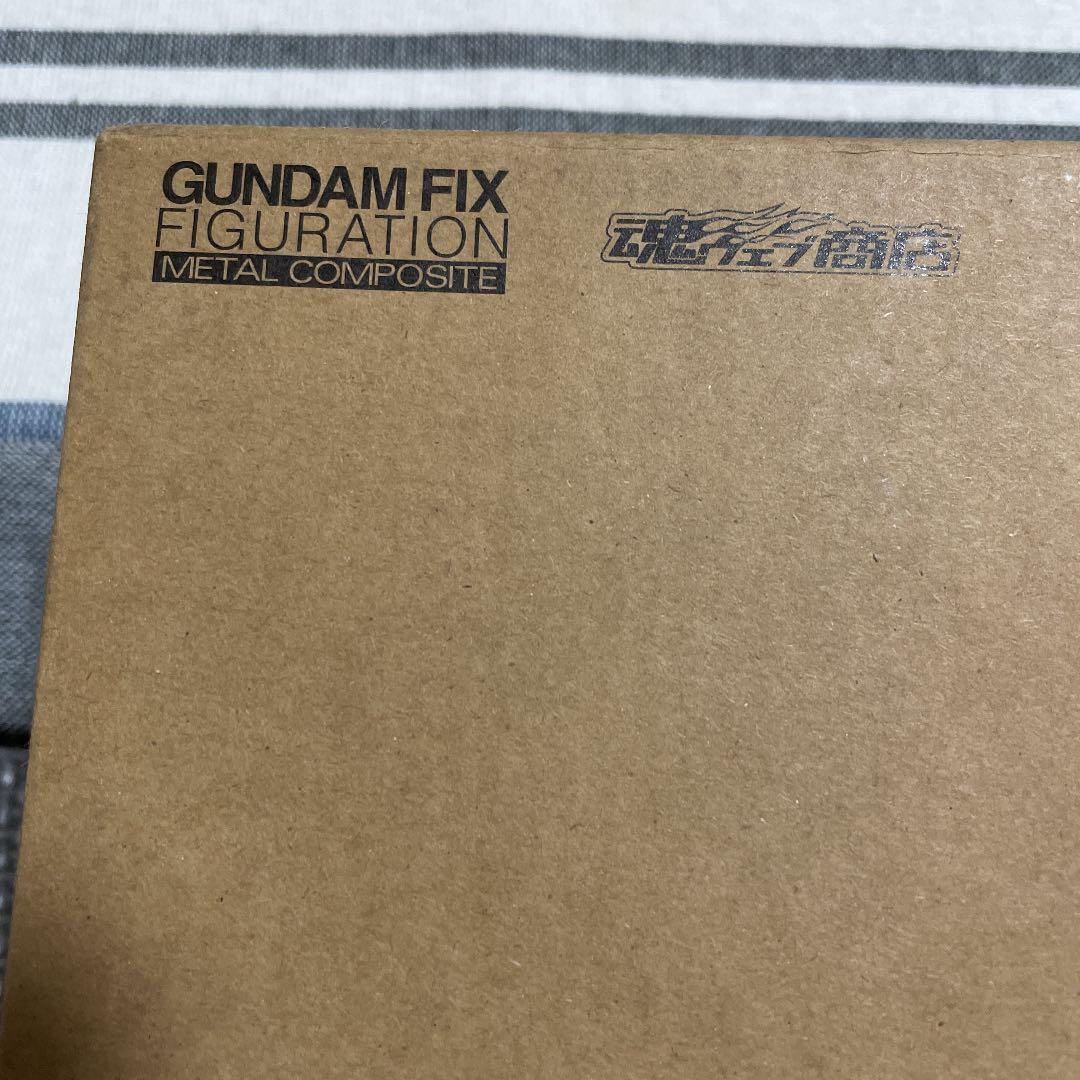 GUNDAM FIX
FIGURATION
METAL COMPOSITE
魂ウェブ商店